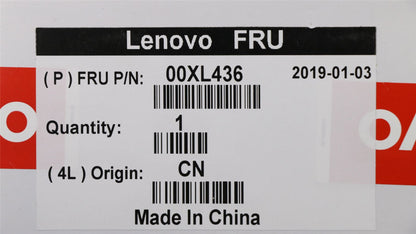 Lenovo FRU
( P ) FRU P/N: 00XL436 2019-01-03
Quantity: 1
( 4L ) Origin: CN
Made In China